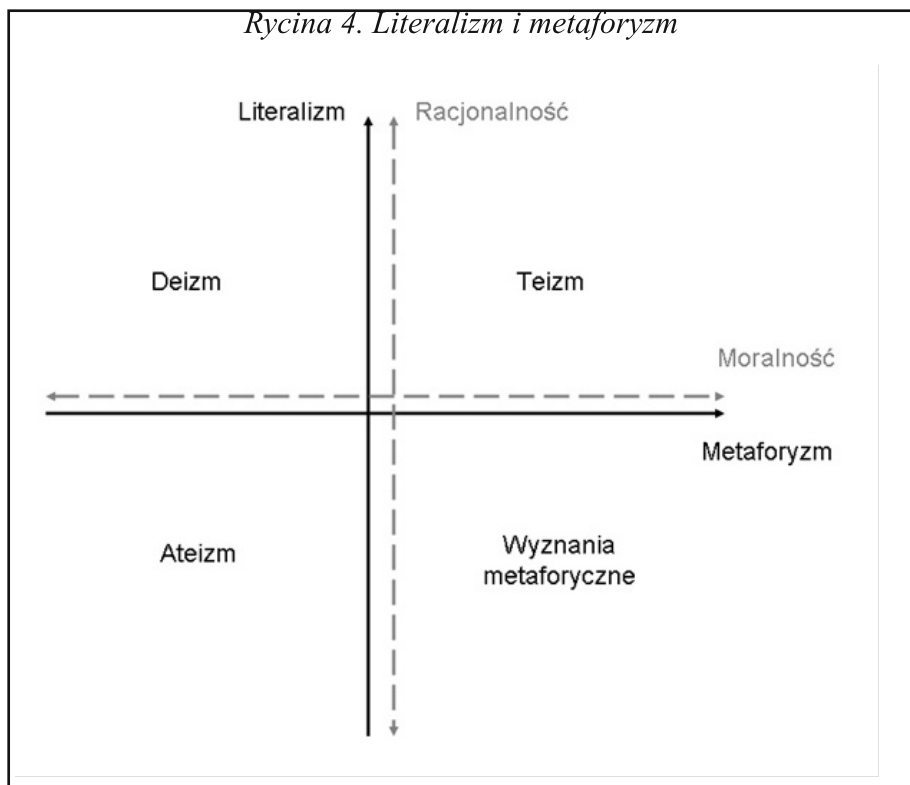 Rycina 4. Literalizm i metaforyzm
Literalizm
Racjonalność
Deizm
Teizm
Moralność
Metaforyzm
Ateizm
Wyznania
metaforyczne